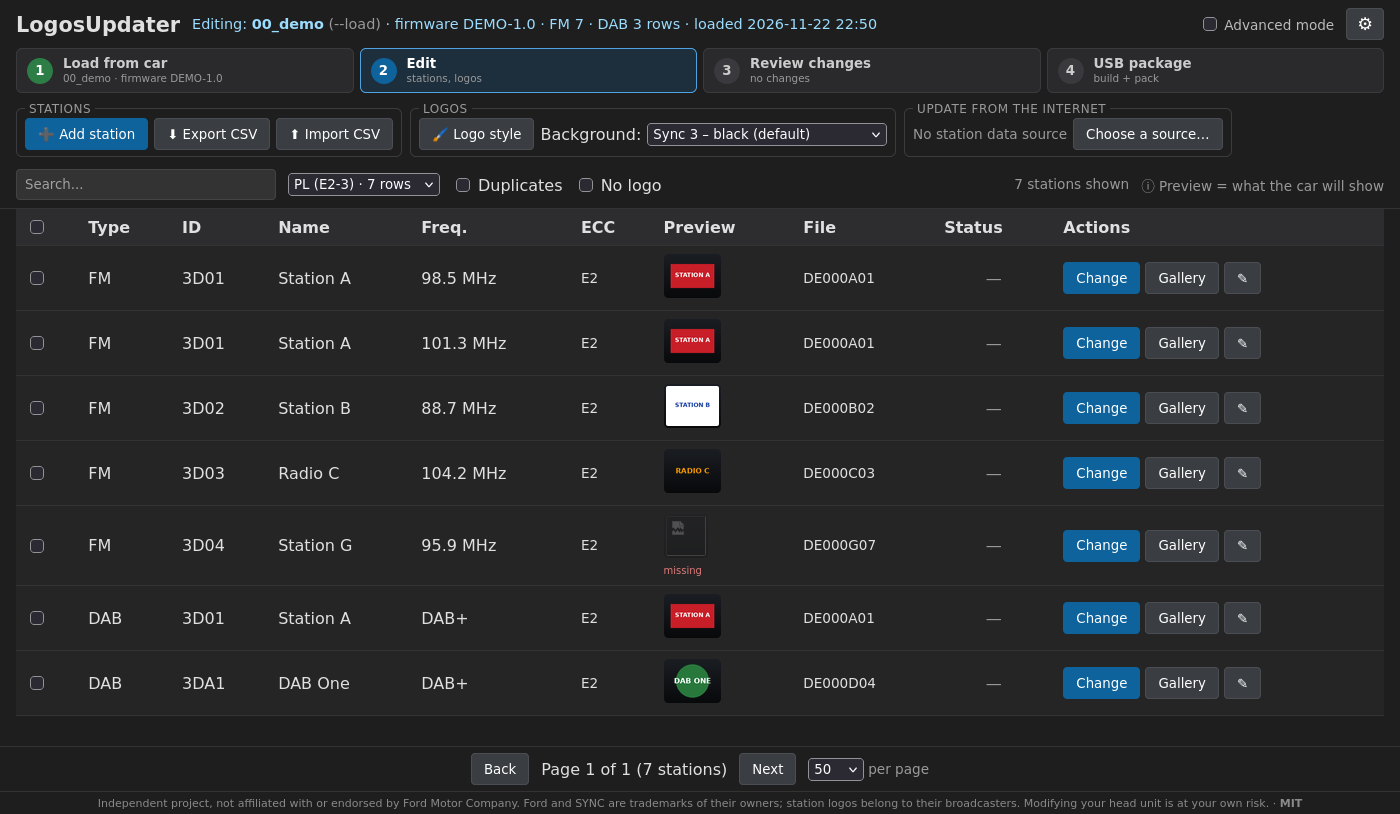 LogosUpdater Editing: 00_demo (--load) · firmware DEMO-1.0 · FM 7 · DAB 3 rows · loaded 2026-11-22 22:50 Advanced mode ⚙
1 Load from car
00_demo · firmware DEMO-1.0
2 Edit
stations, logos
3 Review changes
no changes
4 USB package
build + pack
STATIONS
➕ Add station ⬇ Export CSV ⬆ Import CSV
LOGOS
🖌️ Logo style Background: Sync 3 – black (default)
UPDATE FROM THE INTERNET
No station data source Choose a source…
Search… PL (E2-3) · 7 rows Duplicates No logo 7 stations shown ⓘ Preview = what the car will show
Type ID Name Freq. ECC Preview File Status Actions
FM 3D01 Station A 98.5 MHz E2 STATION A DE000A01 — Change Gallery ✎
FM 3D01 Station A 101.3 MHz E2 STATION A DE000A01 — Change Gallery ✎
FM 3D02 Station B 88.7 MHz E2 STATION B DE000B02 — Change Gallery ✎
FM 3D03 Radio C 104.2 MHz E2 RADIO C DE000C03 — Change Gallery ✎
FM 3D04 Station G 95.9 MHz E2 missing DE000G07 — Change Gallery ✎
DAB 3D01 Station A DAB+ E2 STATION A DE000A01 — Change Gallery ✎
DAB 3DA1 DAB One DAB+ E2 DAB ONE DE000D04 — Change Gallery ✎
Back Page 1 of 1 (7 stations) Next 50 per page
Independent project, not affiliated with or endorsed by Ford Motor Company. Ford and SYNC are trademarks of their owners; station logos belong to their broadcasters. Modifying your head unit is at your own risk. · MIT